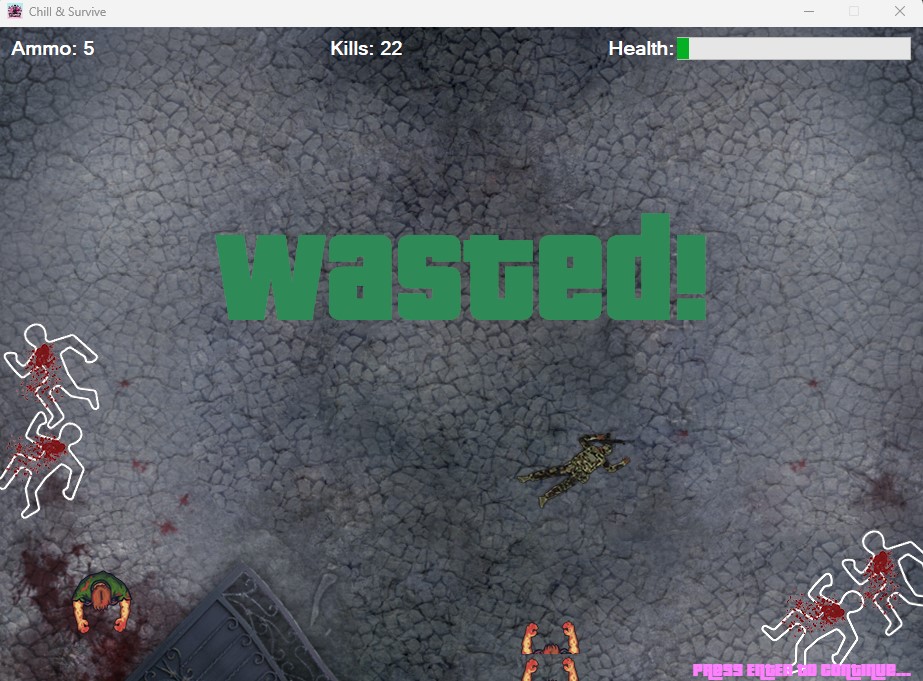 Chill & Survive
Ammo: 5
Kills: 22
Health:
wasted!
Press Enter to continue...